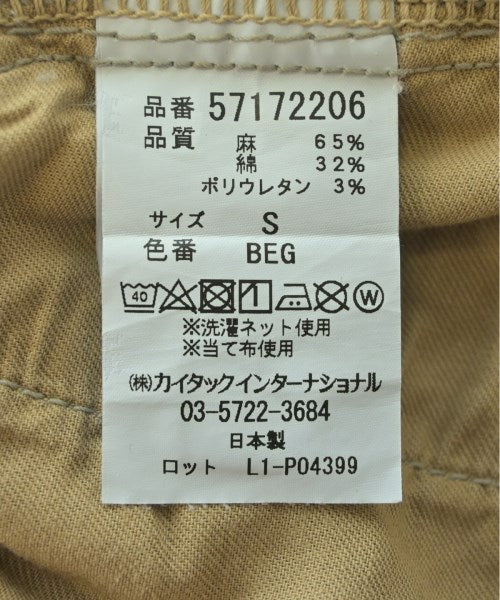 品番 57172206
品質 麻 65%
綿 32%
ポリウレタン 3%
サイズ S
色番 BEG
40 W
※洗濯ネット使用
※当て布使用
㈱カイタックインターナショナル
03-5722-3684
日本製
ロット L1-P04399